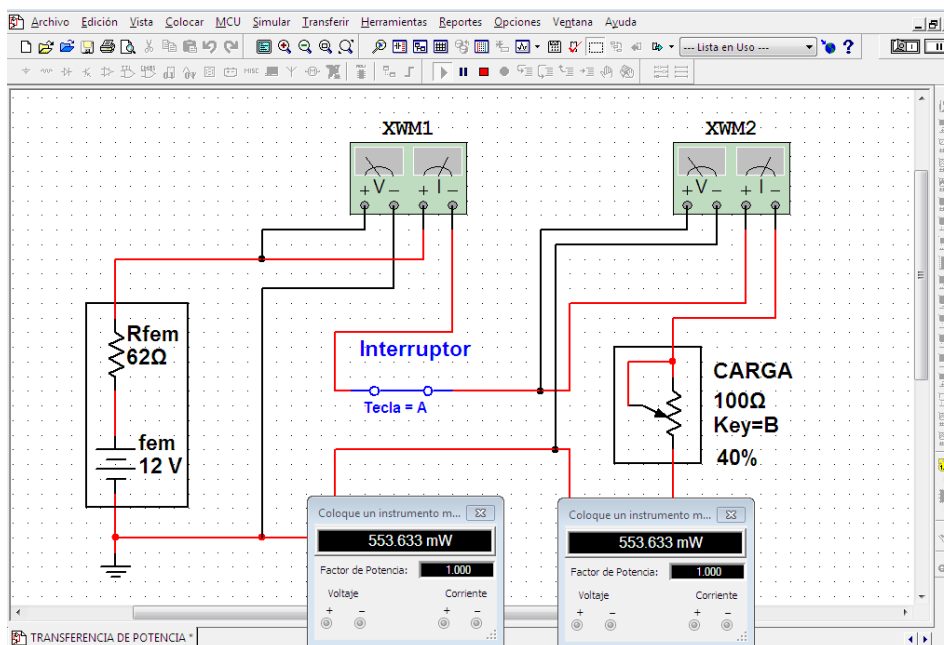 Archivo Edición Vista Colocar MCU Simular Transferir Herramientas Reportes Opciones Ventana Ayuda
--- Lista en Uso ---
MISC
XWM1
XWM2
+ V − + I −
+ V − + I −
Rfem
62Ω
Interruptor
Tecla = A
CARGA
100Ω
Key=B
40%
fem
12 V
Coloque un instrumento m...
553.633 mW
Factor de Potencia: 1.000
Voltaje Corriente
+ − + −
Coloque un instrumento m...
553.633 mW
Factor de Potencia: 1.000
Voltaje Corriente
+ − + −
TRANSFERENCIA DE POTENCIA *